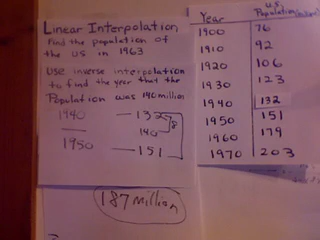 Linear Interpolation
Find the population of
the US in 1963
Use inverse interpolation
to find the year that the
Population was 140 million
1940 — 132
140
8
1950 — 151
187 million
Year U.S. Population
1900 76
1910 92
1920 106
1930 123
1940 132
1950 151
1960 179
1970 203